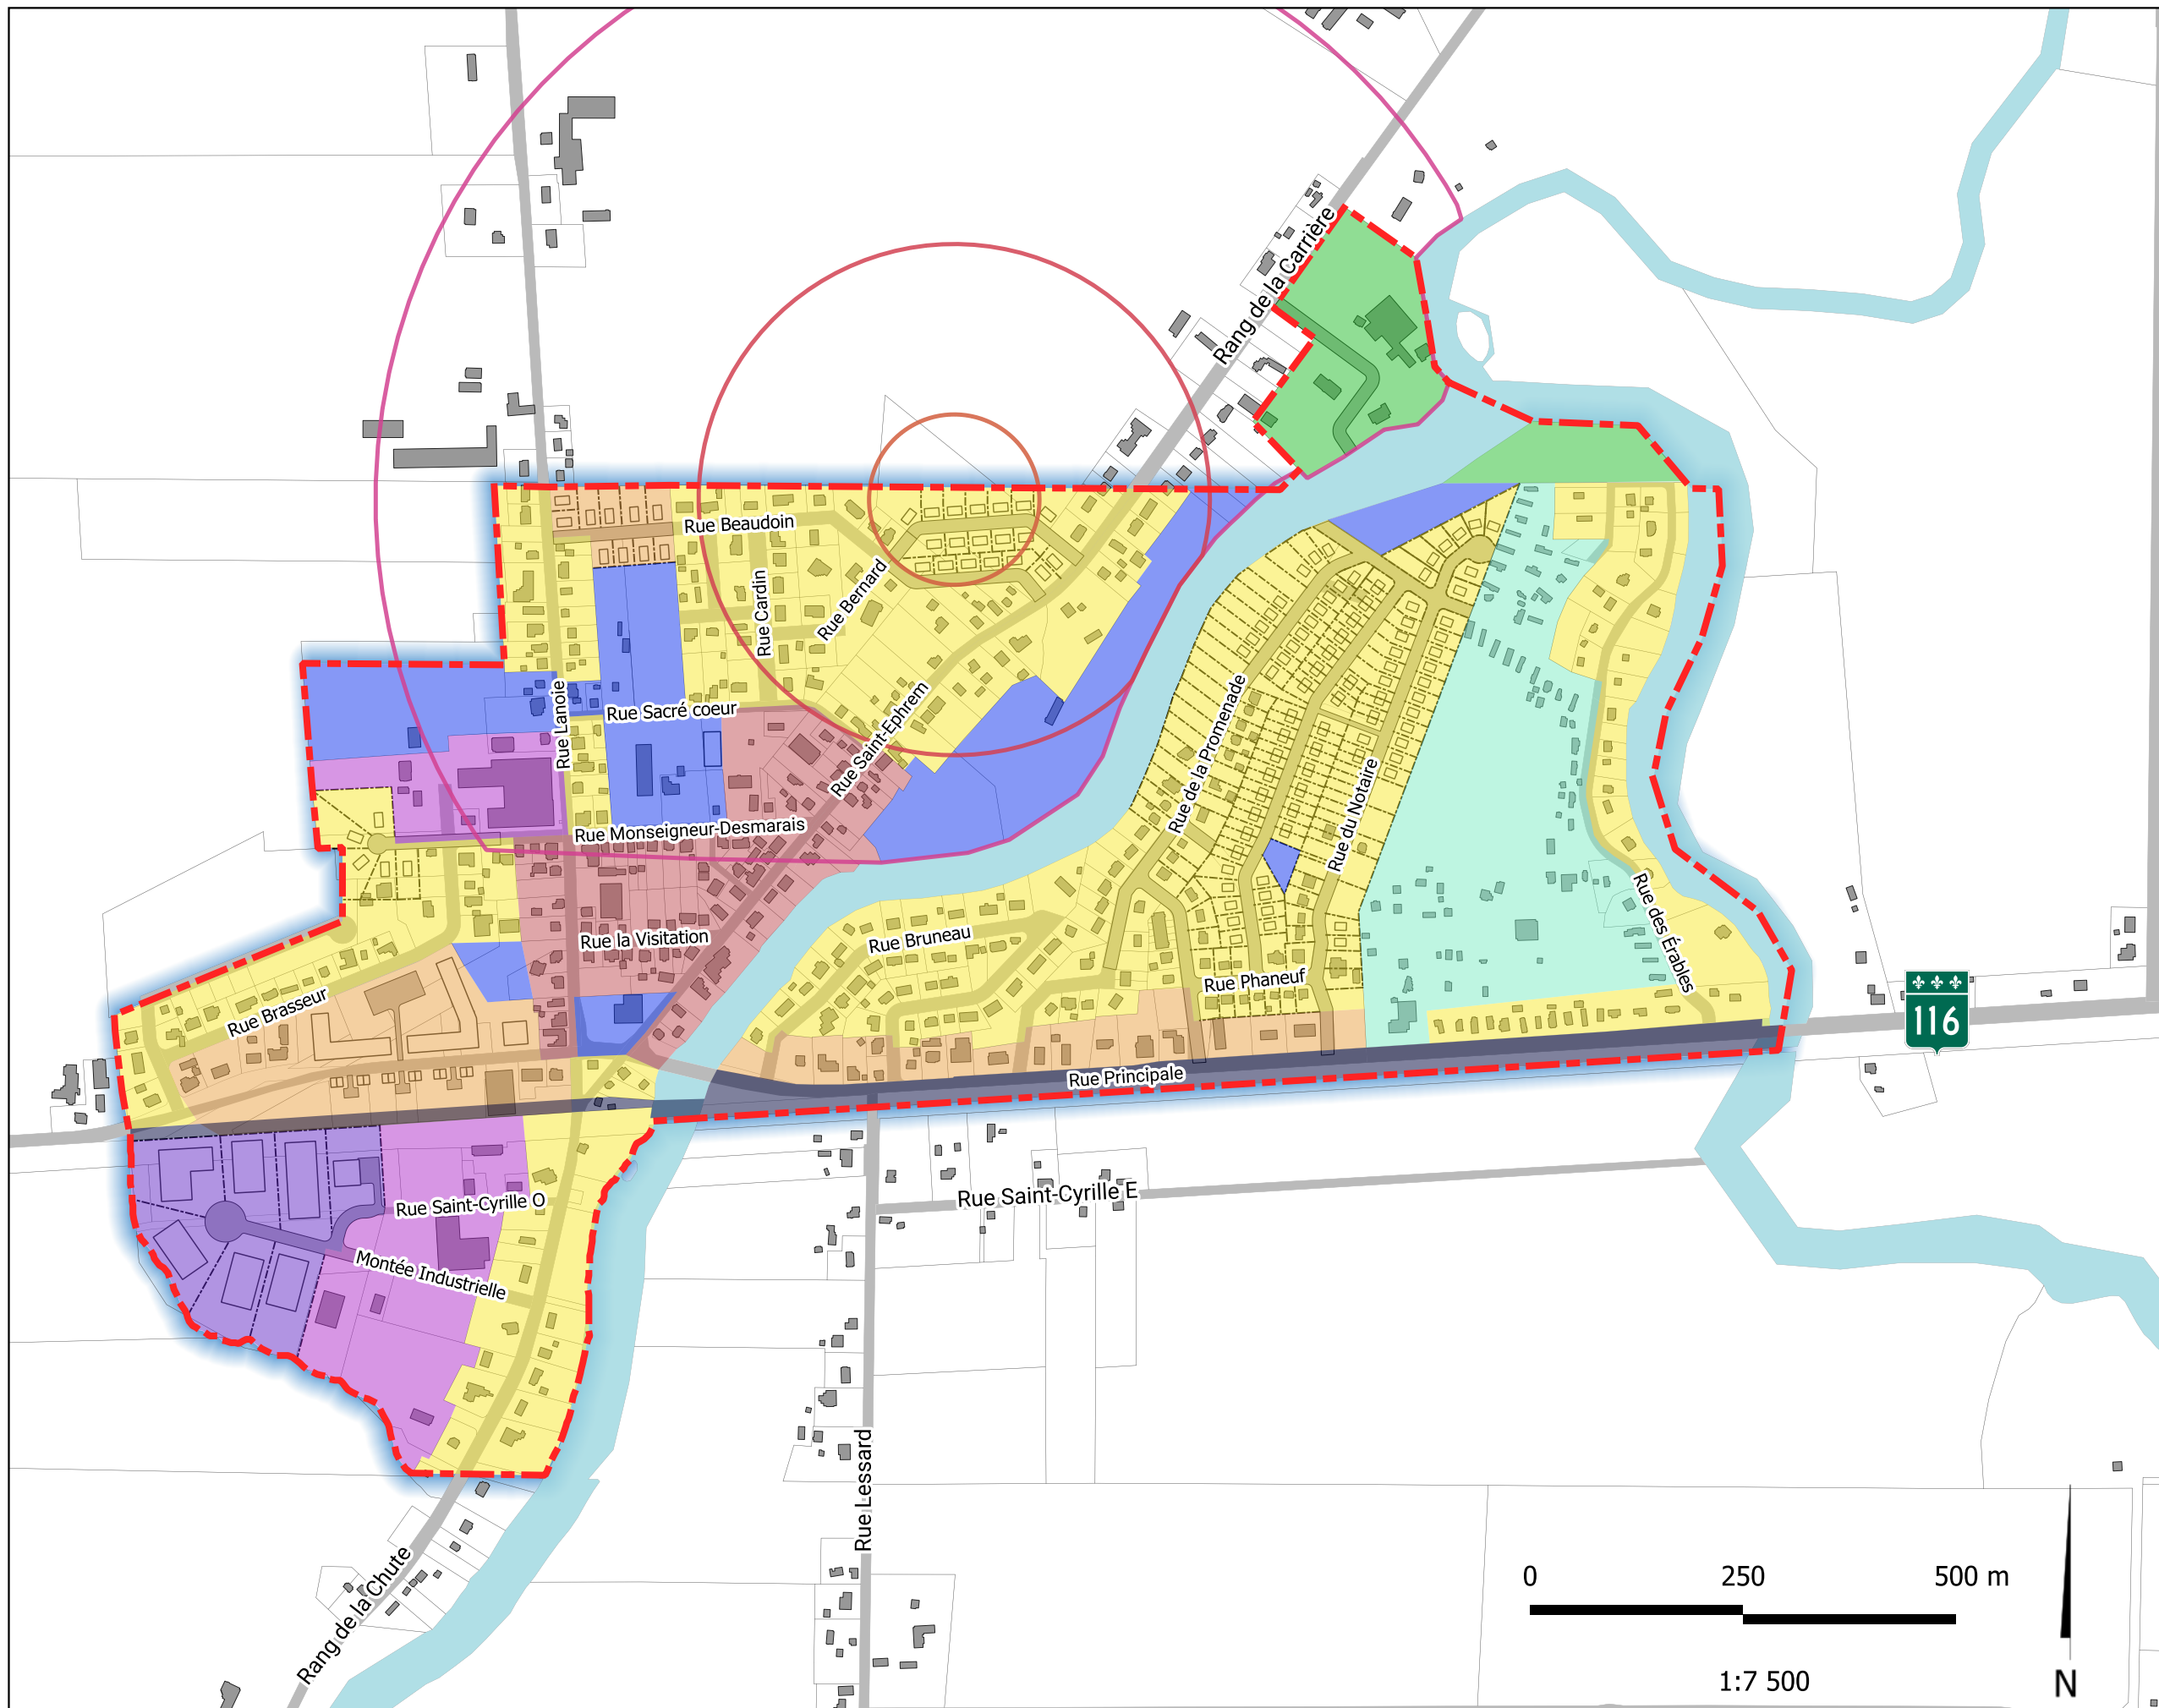 Rang de la Carrière
Rue Beaudoin
Rue Cardin
Rue Bernard
Rue Lanoie
Rue Sacré coeur
Rue Saint-Ephrem
Rue de la Promenade
Rue du Notaire
Rue Monseigneur-Desmarais
Rue la Visitation
Rue Bruneau
Rue des Érables
Rue Phaneuf
Rue Brasseur
116
Rue Principale
Rue Saint-Cyrille O
Rue Saint-Cyrille E
Montée Industrielle
Rue Lessard
Rang de la Chute
0 250 500 m
1:7 500
N